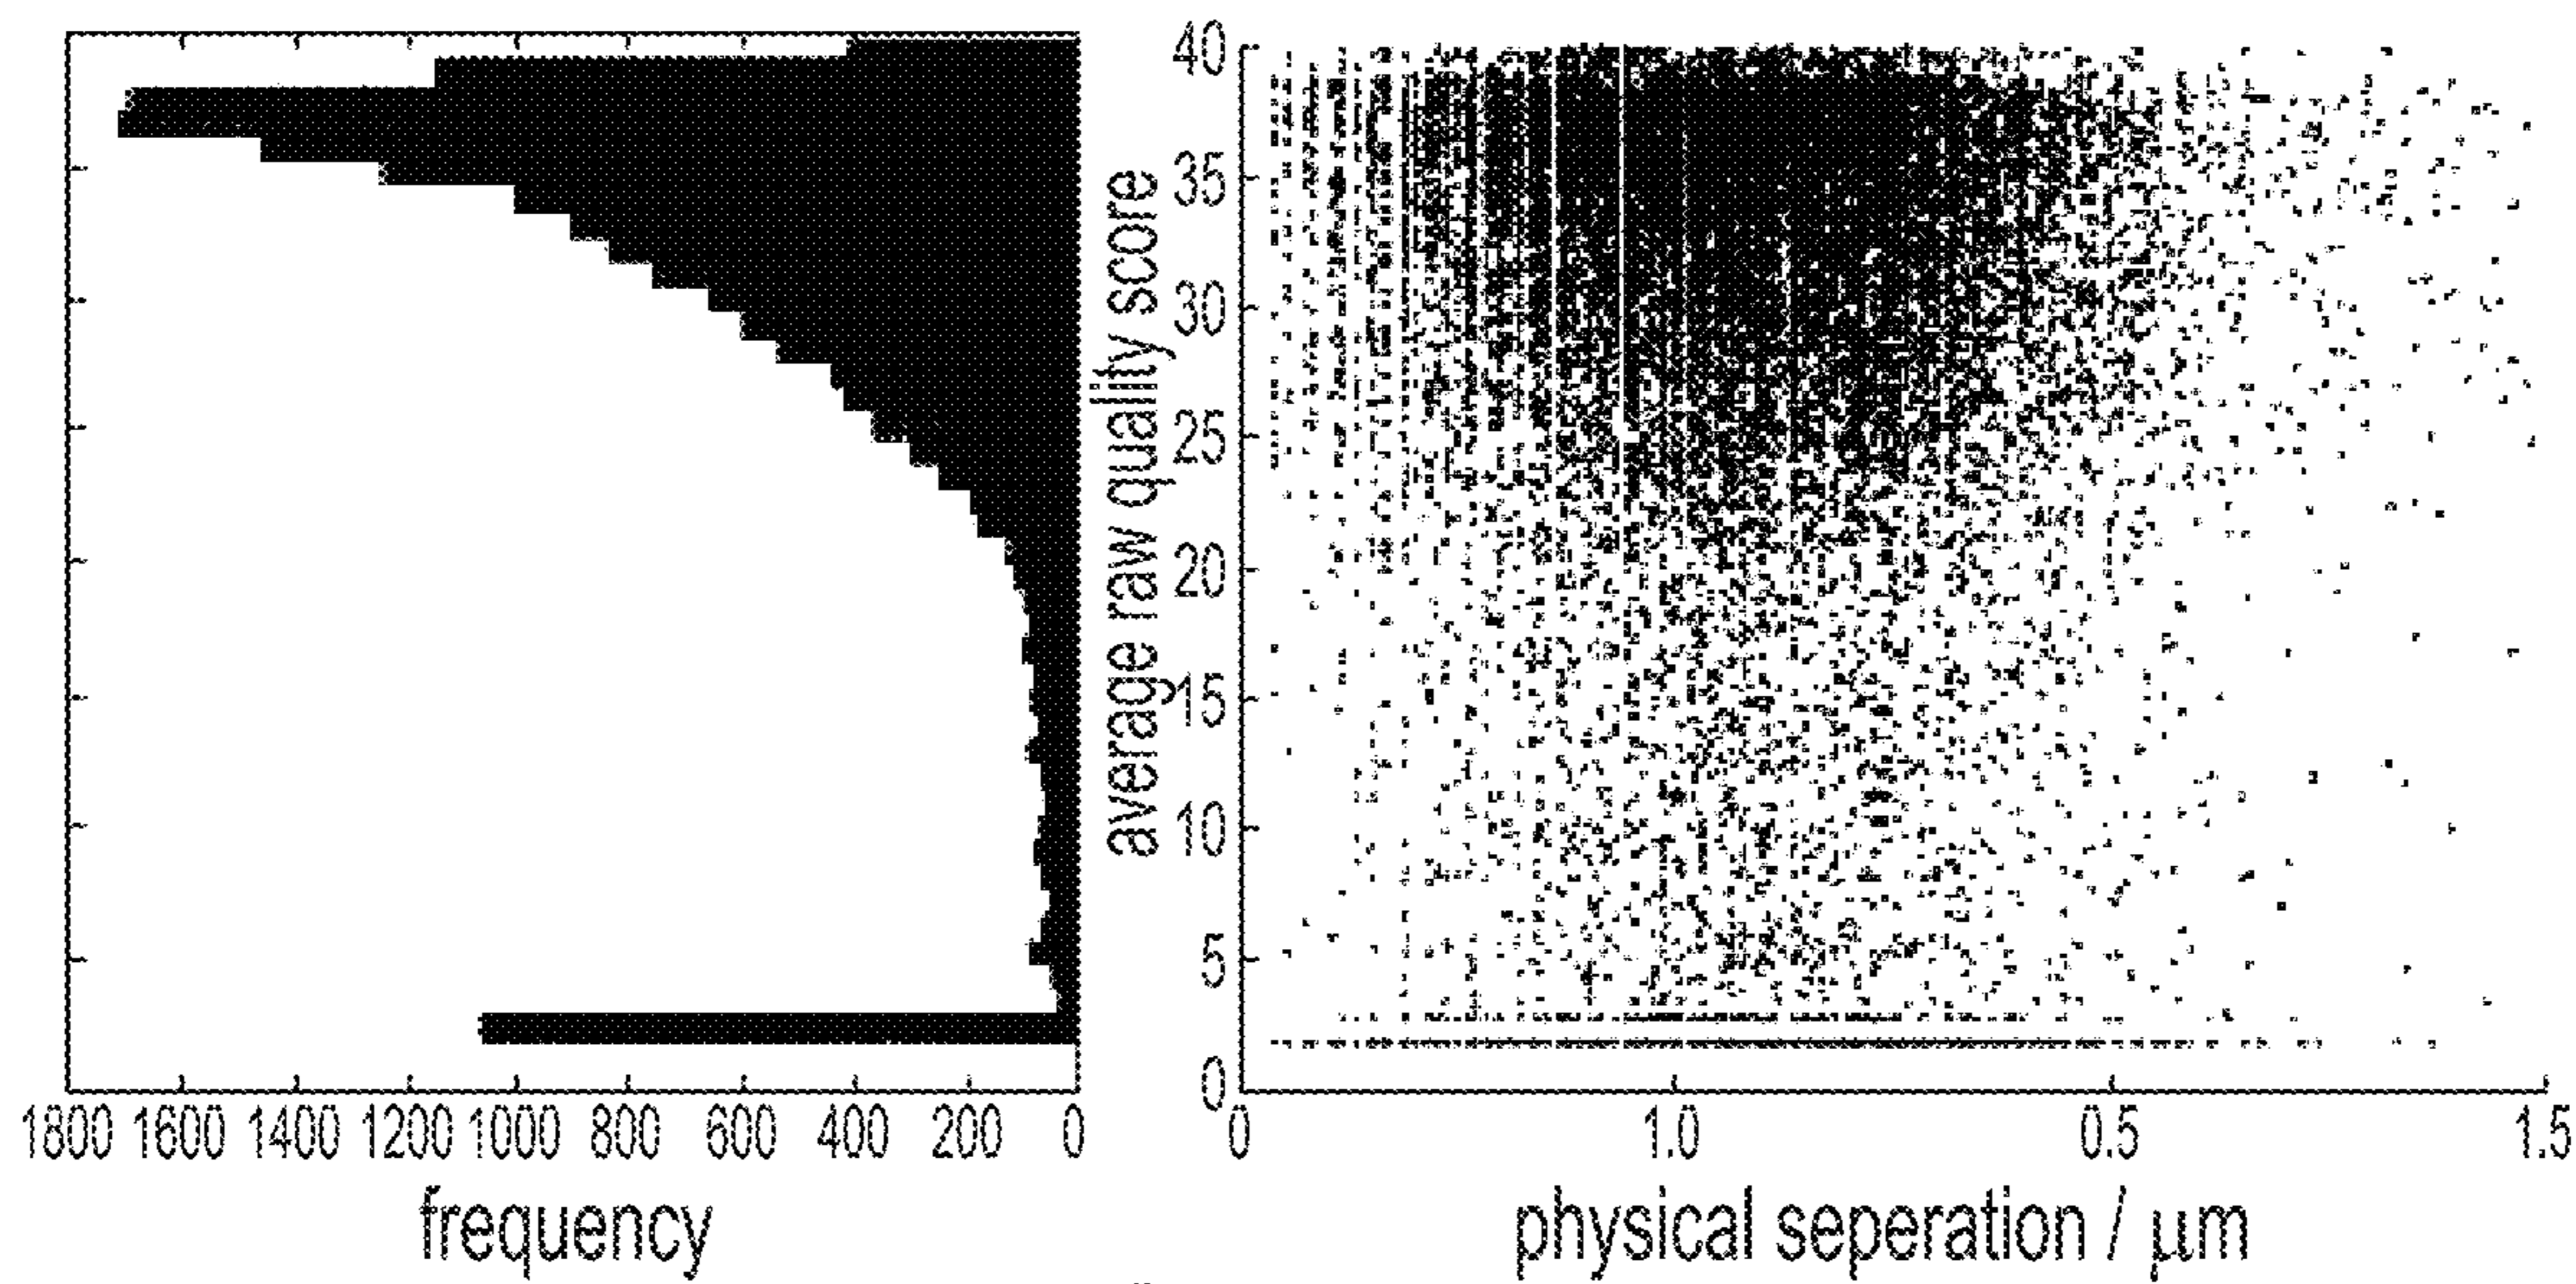 1800 1600 1400 1200 1000 800 600 400 200 0
frequency
average raw quality score
40
35
30
25
20
15
10
5
0
0 1.0 0.5 1.5
physical seperation / μm